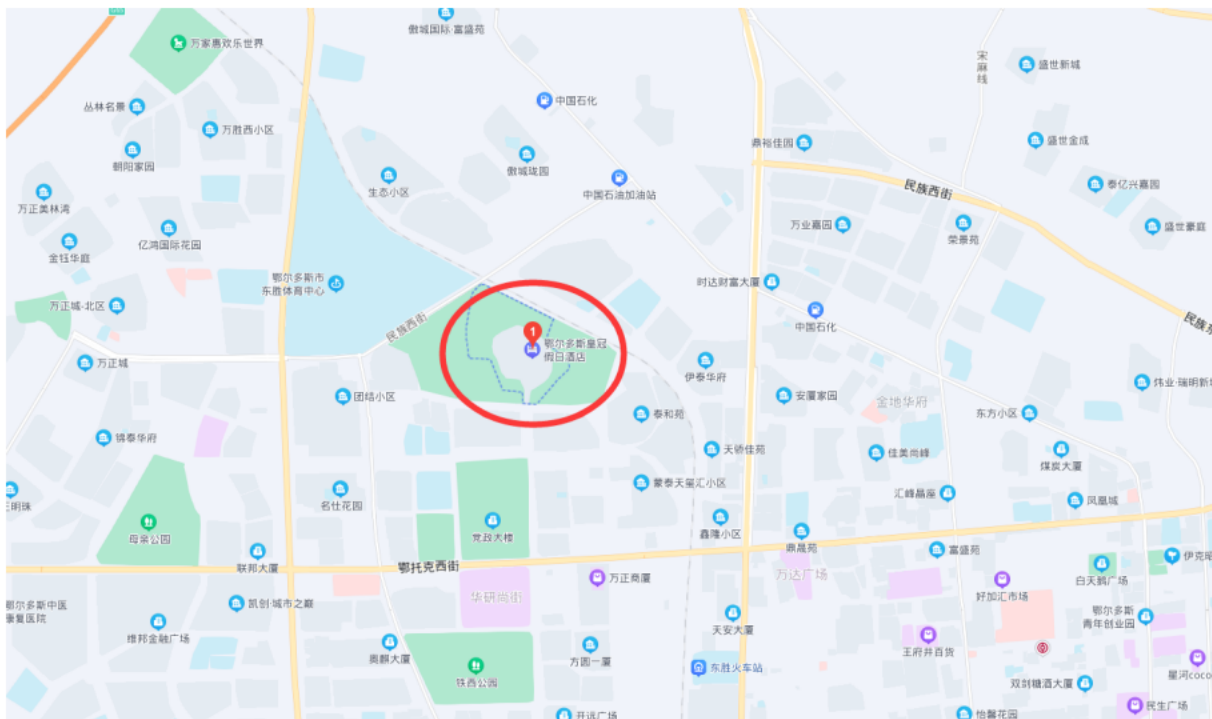 傲城国际·富盛苑
万家惠欢乐世界
宋麻线
盛世新城
丛林名景
中国石化
万胜西小区
鼎裕佳园
盛世金成
朝阳家园
傲城珑园
生态小区
中国石油加油站
民族西街
泰亿兴嘉园
万正美林湾
亿鸿国际花园
万业嘉园
荣景苑
盛世豪庭
金钰华庭
鄂尔多斯市
东胜体育中心
时达财富大厦
万正城-北区
民族西街
中国石化
1
鄂尔多斯皇冠
假日酒店
万正城
伊泰华府
团结小区
安厦家园
金地华府
伟业·瑞明新
东方小区
泰和苑
锦泰华府
天骄佳苑
佳美尚峰
煤炭大厦
蒙泰天玺汇小区
汇峰晶座
凤凰城
名仕花园
母亲公园
党政大楼
鑫隆小区
鼎晟苑
富盛苑
联邦大厦
鄂托克西街
万正商厦
万达广场
白天鹅广场
好加汇市场
华研尚街
凯创·城市之巅
鄂尔多斯中医
康复医院
维邦金融广场
天安大厦
鄂尔多斯
青年创业园
奥麒大厦
方圆一厦
王府井百货
东胜火车站
星河coco
铁西公园
双剑糖酒大厦
开远广场
怡馨花园
民生广场